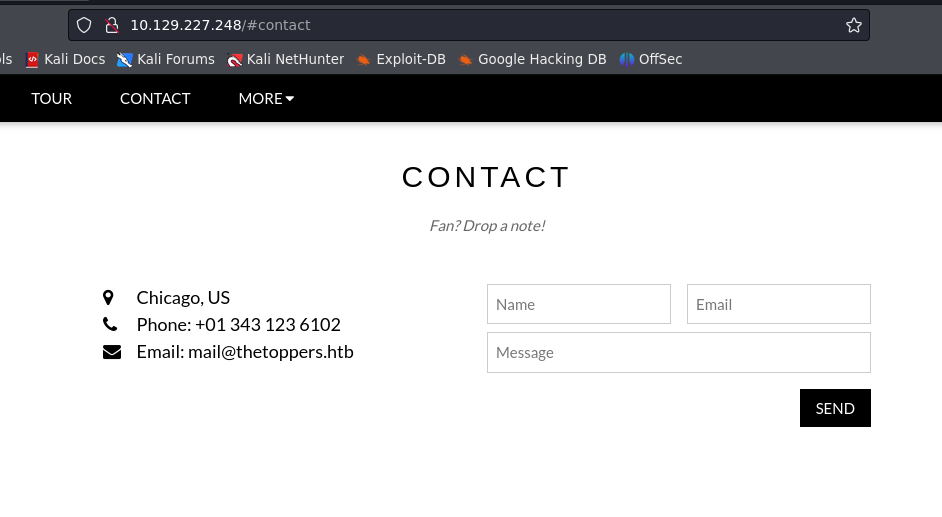 10.129.227.248/#contact
ls Kali Docs Kali Forums Kali NetHunter Exploit-DB Google Hacking DB OffSec
TOUR CONTACT MORE
CONTACT
Fan? Drop a note!
Chicago, US
Phone: +01 343 123 6102
Email: mail@thetoppers.htb
Name Email
Message
SEND